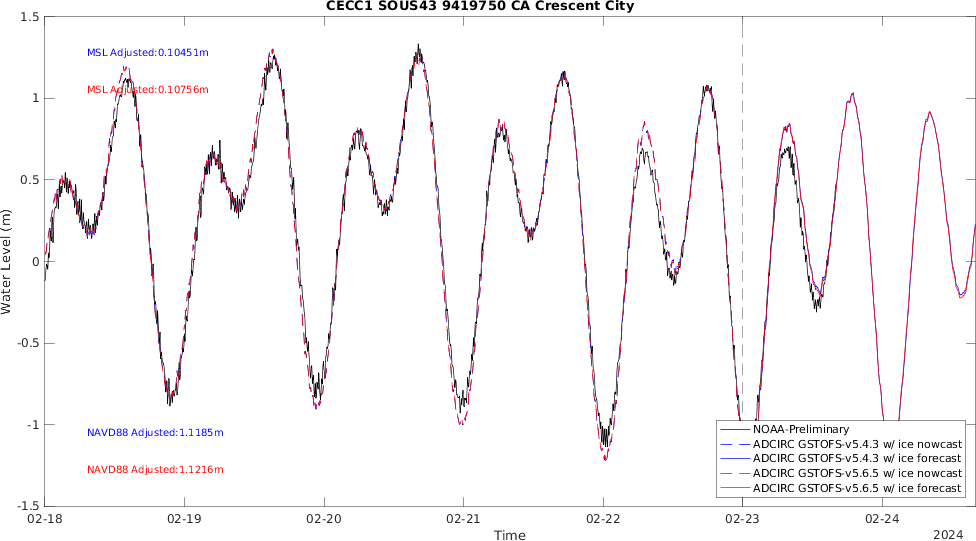 CECC1 SOUS43 9419750 CA Crescent City
1.5
1
0.5
0
-0.5
-1
-1.5
Water Level (m)
MSL Adjusted:0.10451m
MSL Adjusted:0.10756m
NAVD88 Adjusted:1.1185m
NAVD88 Adjusted:1.1216m
NOAA-Preliminary
ADCIRC GSTOFS-v5.4.3 w/ ice nowcast
ADCIRC GSTOFS-v5.4.3 w/ ice forecast
ADCIRC GSTOFS-v5.6.5 w/ ice nowcast
ADCIRC GSTOFS-v5.6.5 w/ ice forecast
02-18 02-19 02-20 02-21 02-22 02-23 02-24
Time
2024